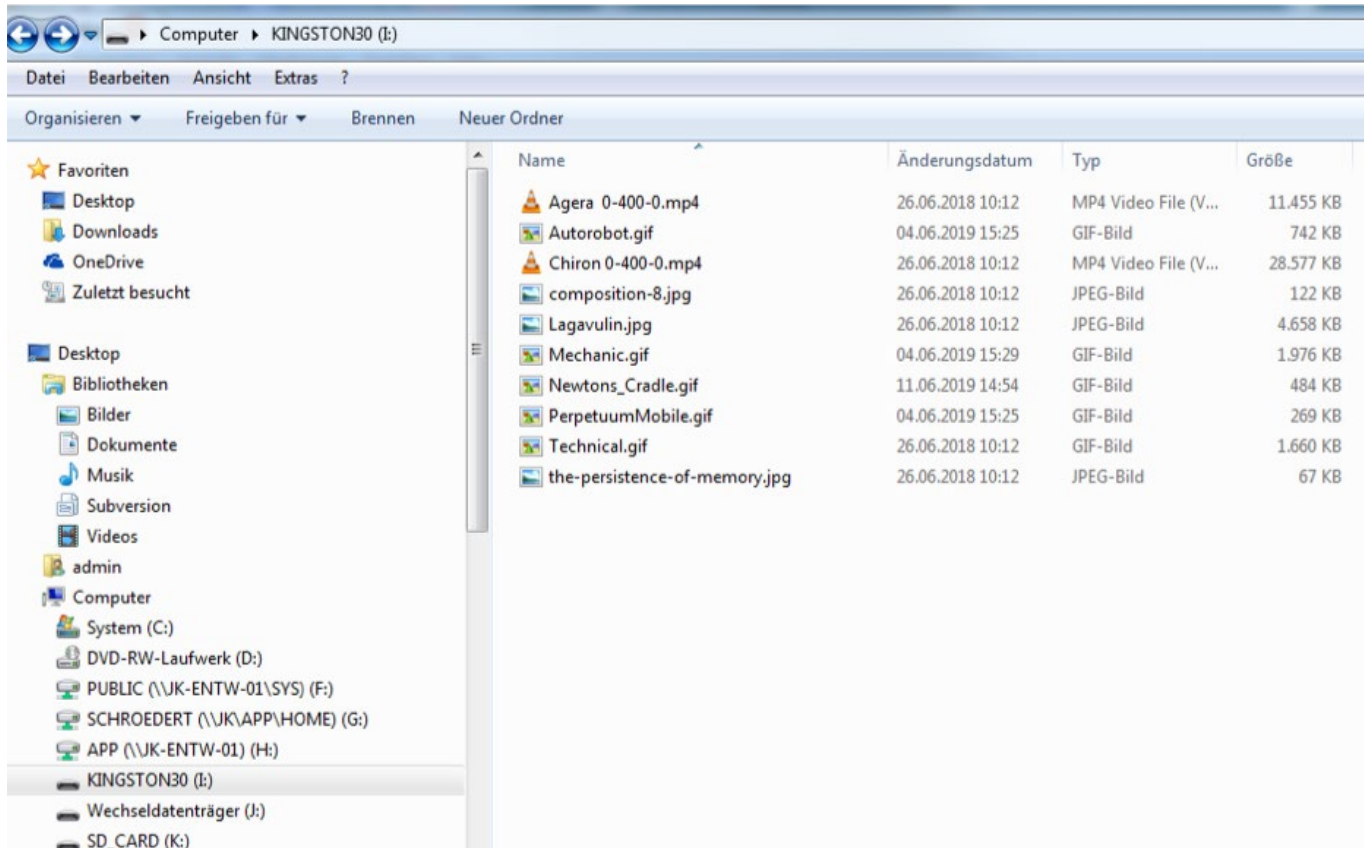 Computer ▸ KINGSTON30 (I:)
Datei Bearbeiten Ansicht Extras ?
Organisieren Freigeben für Brennen Neuer Ordner
Favoriten
Desktop
Downloads
OneDrive
Zuletzt besucht
Desktop
Bibliotheken
Bilder
Dokumente
Musik
Subversion
Videos
admin
Computer
System (C:)
DVD-RW-Laufwerk (D:)
PUBLIC (\\JK-ENTW-01\SYS) (F:)
SCHROEDERT (\\JK\APP\HOME) (G:)
APP (\\JK-ENTW-01) (H:)
KINGSTON30 (I:)
Wechseldatenträger (J:)
SD_CARD (K:)
Name Änderungsdatum Typ Größe
Agera 0-400-0.mp4 26.06.2018 10:12 MP4 Video File (V... 11.455 KB
Autorobot.gif 04.06.2019 15:25 GIF-Bild 742 KB
Chiron 0-400-0.mp4 26.06.2018 10:12 MP4 Video File (V... 28.577 KB
composition-8.jpg 26.06.2018 10:12 JPEG-Bild 122 KB
Lagavulin.jpg 26.06.2018 10:12 JPEG-Bild 4.658 KB
Mechanic.gif 04.06.2019 15:29 GIF-Bild 1.976 KB
Newtons_Cradle.gif 11.06.2019 14:54 GIF-Bild 484 KB
PerpetuumMobile.gif 04.06.2019 15:25 GIF-Bild 269 KB
Technical.gif 26.06.2018 10:12 GIF-Bild 1.660 KB
the-persistence-of-memory.jpg 26.06.2018 10:12 JPEG-Bild 67 KB